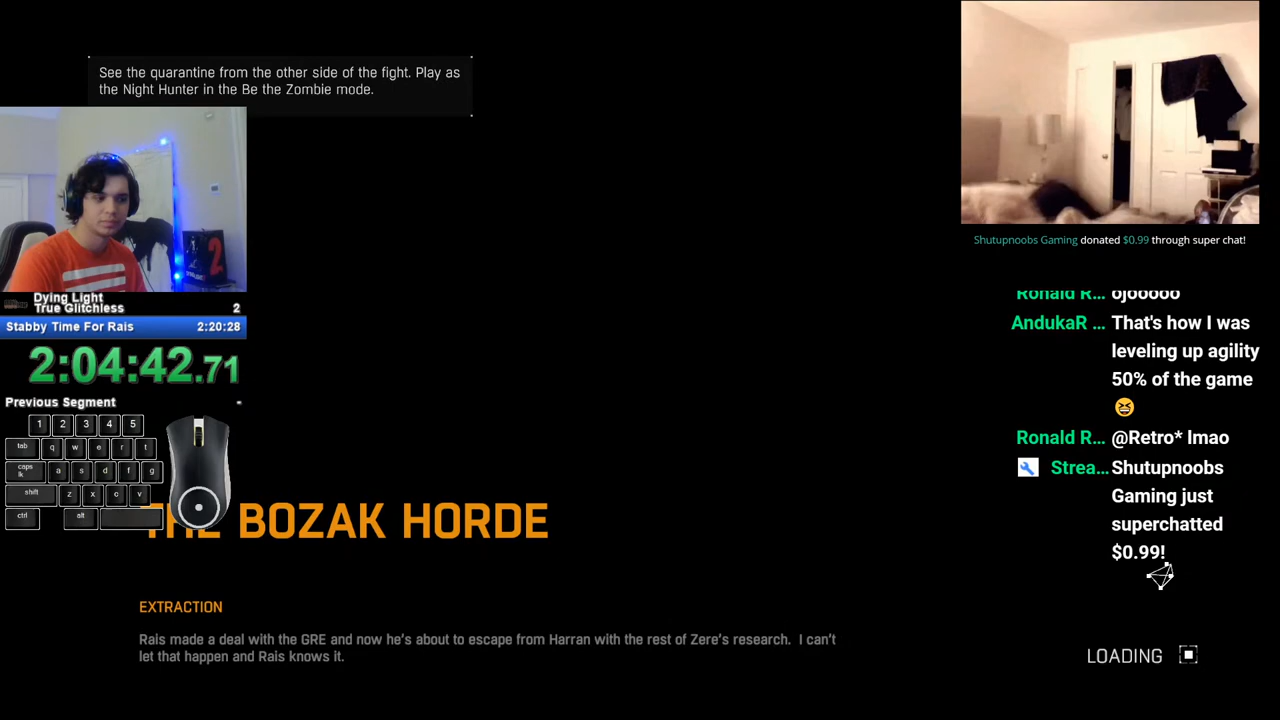 See the quarantine from the other side of the fight. Play as
the Night Hunter in the Be the Zombie mode.
Dying Light
True Glitchless 2
Stabby Time For Rais 2:20:28
2:04:42.71
Previous Segment -
1 2 3 4 5
tab q w e r t
caps lk a s d f g
shift z x c v
ctrl alt
THE BOZAK HORDE
EXTRACTION
Rais made a deal with the GRE and now he's about to escape from Harran with the rest of Zere's research. I can't
let that happen and Rais knows it.
LOADING
Shutupnoobs Gaming donated $0.99 through super chat!
Ronald R... ojooooo
AndukaR ... That's how I was
leveling up agility
50% of the game
😆
Ronald R... @Retro* lmao
Strea... Shutupnoobs
Gaming just
superchatted
$0.99!